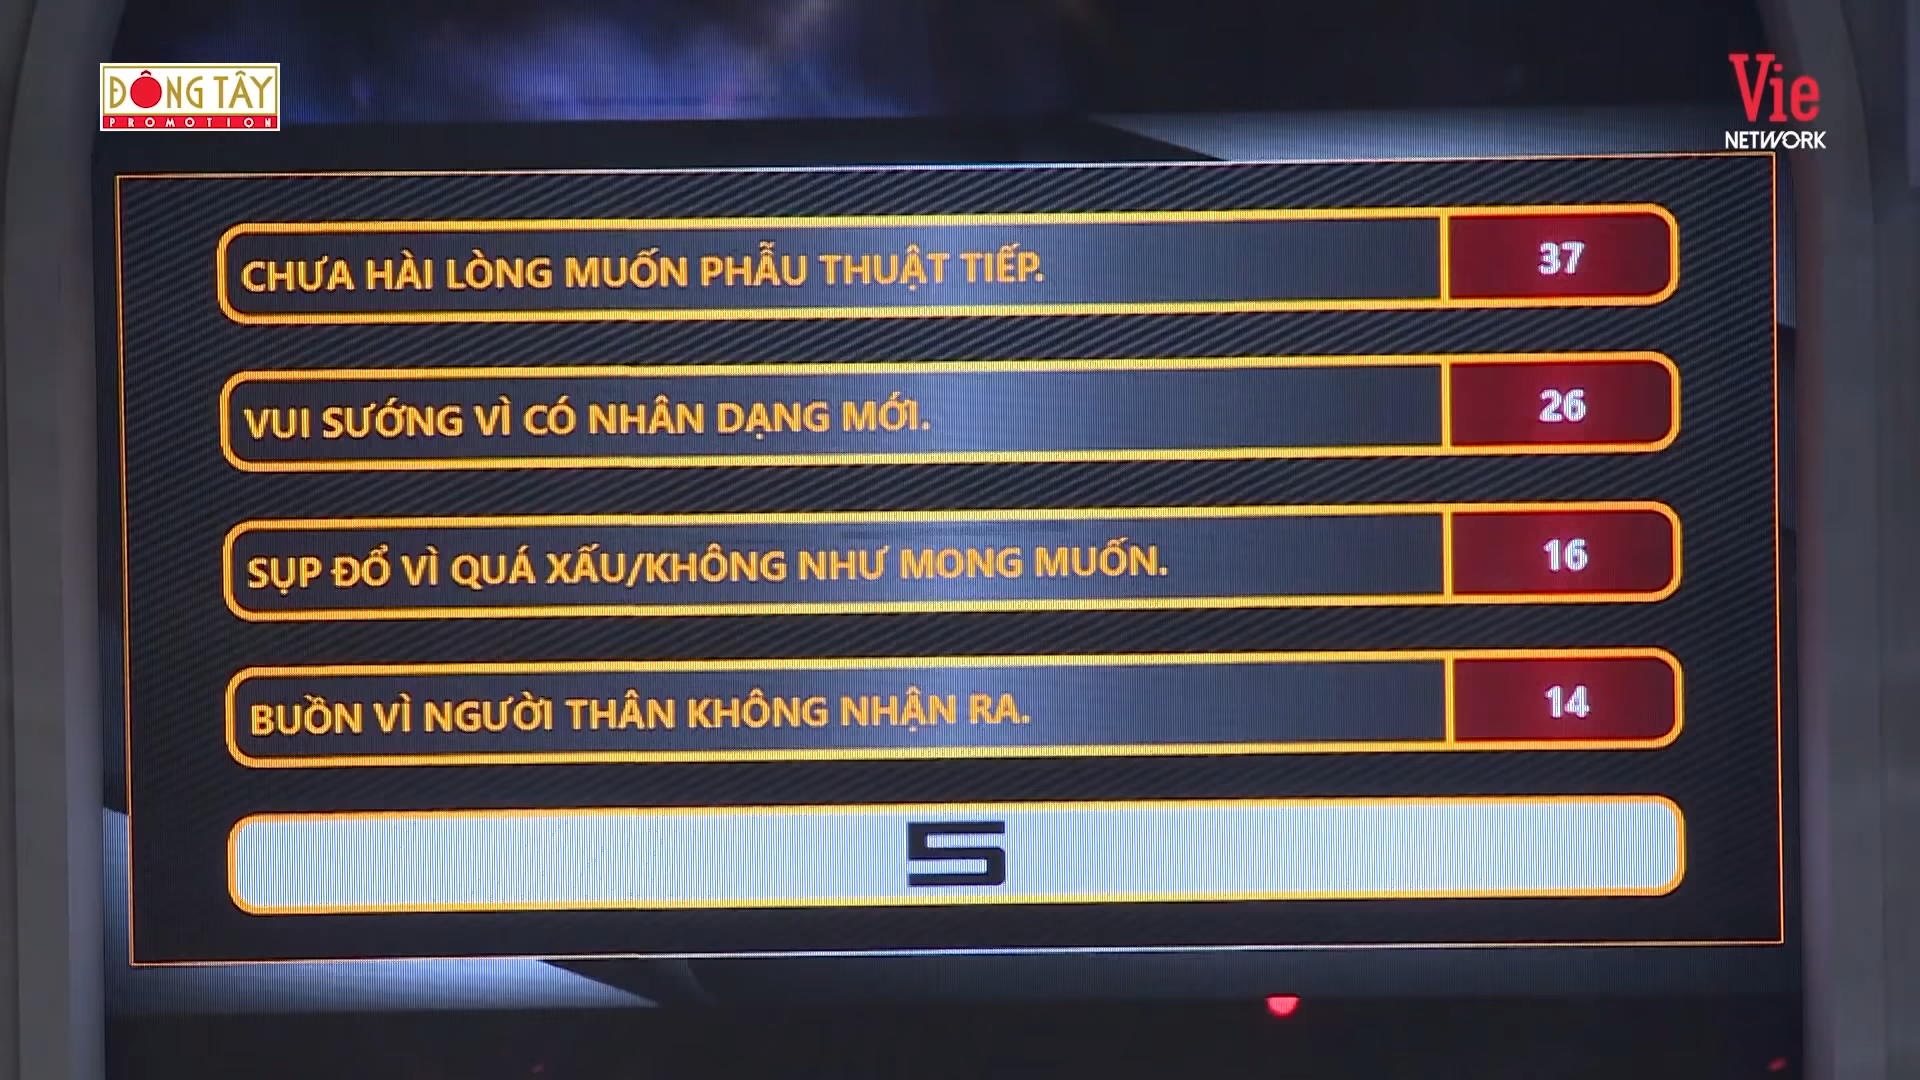 ĐÔNG TÂY
PROMOTION
Vie
NETWORK
CHƯA HÀI LÒNG MUỐN PHẪU THUẬT TIẾP.
37
VUI SƯỚNG VÌ CÓ NHÂN DẠNG MỚI.
26
SỤP ĐỔ VÌ QUÁ XẤU/KHÔNG NHƯ MONG MUỐN.
16
BUỒN VÌ NGƯỜI THÂN KHÔNG NHẬN RA.
14
5